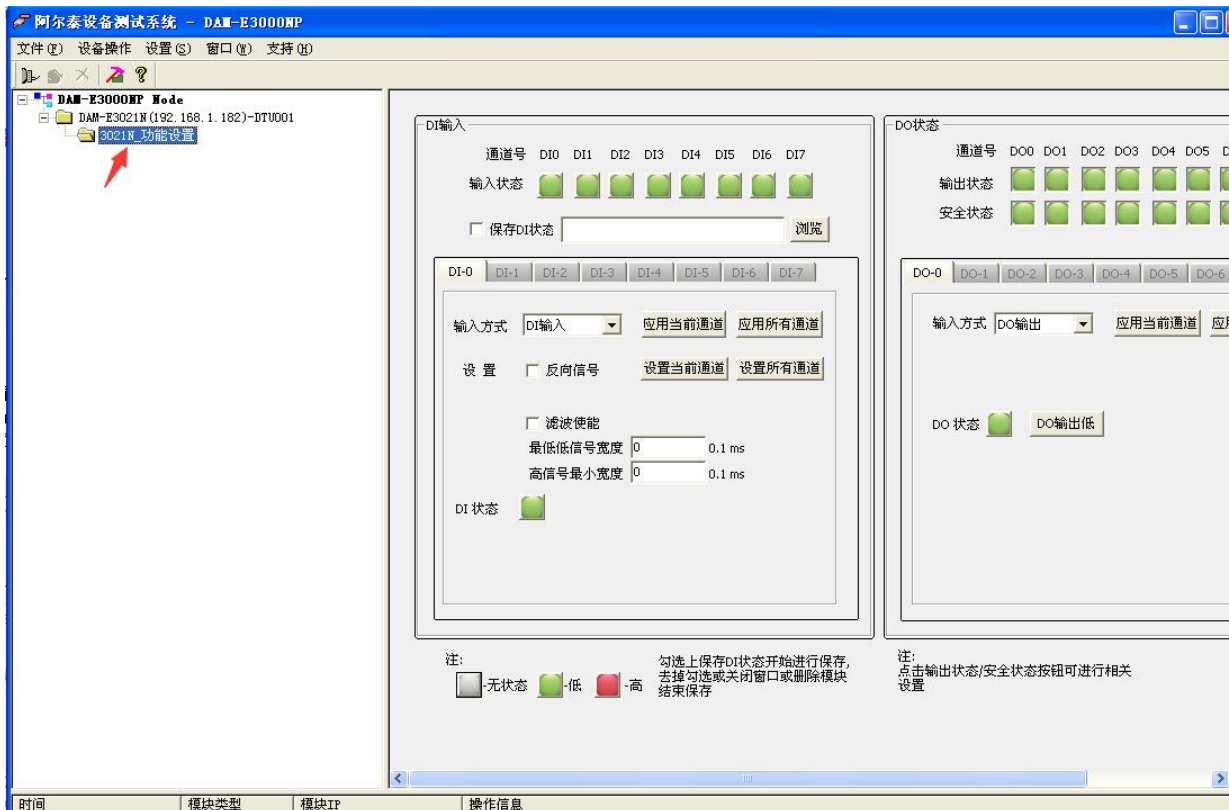 阿尔泰设备测试系统 - DAM-E3000NP
文件(F) 设备操作 设置(S) 窗口(W) 支持(H)
DAM-E3000NP Node
DAM-E3021N(192.168.1.182)-DTU001
3021N_功能设置
DI输入
通道号 DI0 DI1 DI2 DI3 DI4 DI5 DI6 DI7
输入状态
保存DI状态 浏览
DI-0 DI-1 DI-2 DI-3 DI-4 DI-5 DI-6 DI-7
输入方式 DI输入 应用当前通道 应用所有通道
设 置 反向信号 设置当前通道 设置所有通道
滤波使能
最低低信号宽度 0 0.1 ms
高信号最小宽度 0 0.1 ms
DI 状态
注:
-无状态 -低 -高
勾选上保存DI状态开始进行保存,
去掉勾选或关闭窗口或删除模块
结束保存
DO状态
通道号 DO0 DO1 DO2 DO3 DO4 DO5
输出状态
安全状态
DO-0 DO-1 DO-2 DO-3 DO-4 DO-5 DO-6
输入方式 DO输出 应用当前通道
DO 状态 DO输出低
注:
点击输出状态/安全状态按钮可进行相关
设置
时间 模块类型 模块IP 操作信息